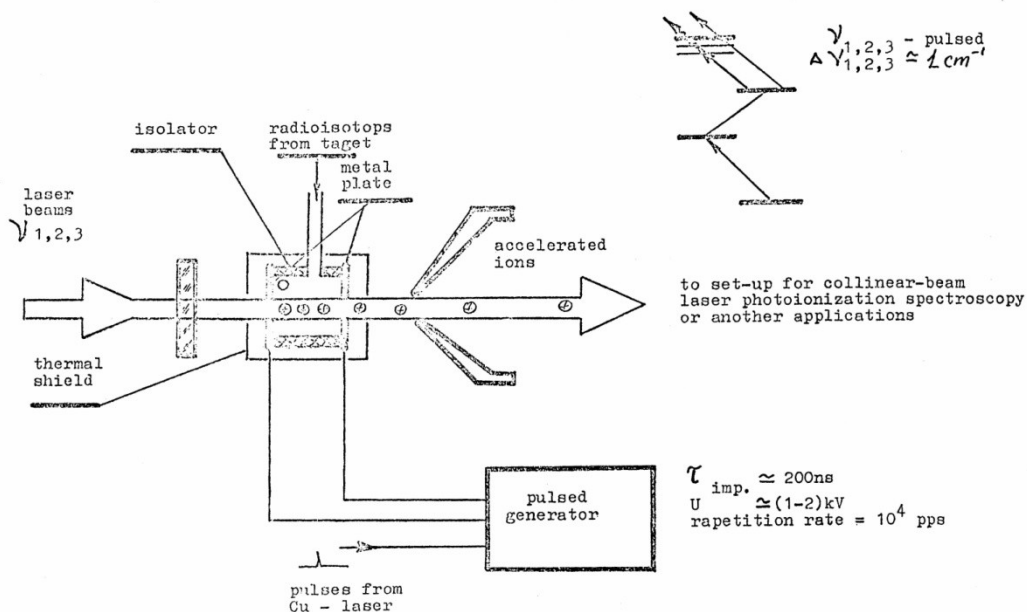 ν1,2,3 - pulsed
Δν1,2,3 ≃ 1cm⁻¹
isolator
radioisotops
from taget
metal
plate
laser
beams
ν 1,2,3
accelerated
ions
to set-up for collinear-beam
laser photoionization spectroscopy
or another applications
thermal
shield
pulsed
generator
τ imp. ≃ 200ns
U ≃(1-2)kV
rapetition rate = 10⁴ pps
pulses from
Cu - laser